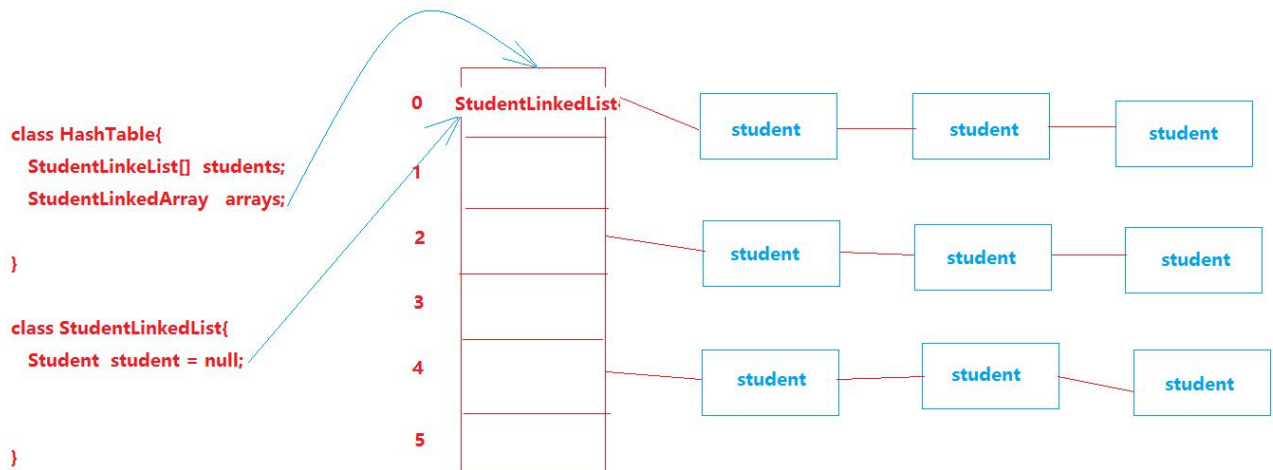 class HashTable{
StudentLinkeList[] students;
StudentLinkedArray arrays;
}
class StudentLinkedList{
Student student = null;
}
0
StudentLinkedList
1
2
3
4
5
student
student
student
student
student
student
student
student
student